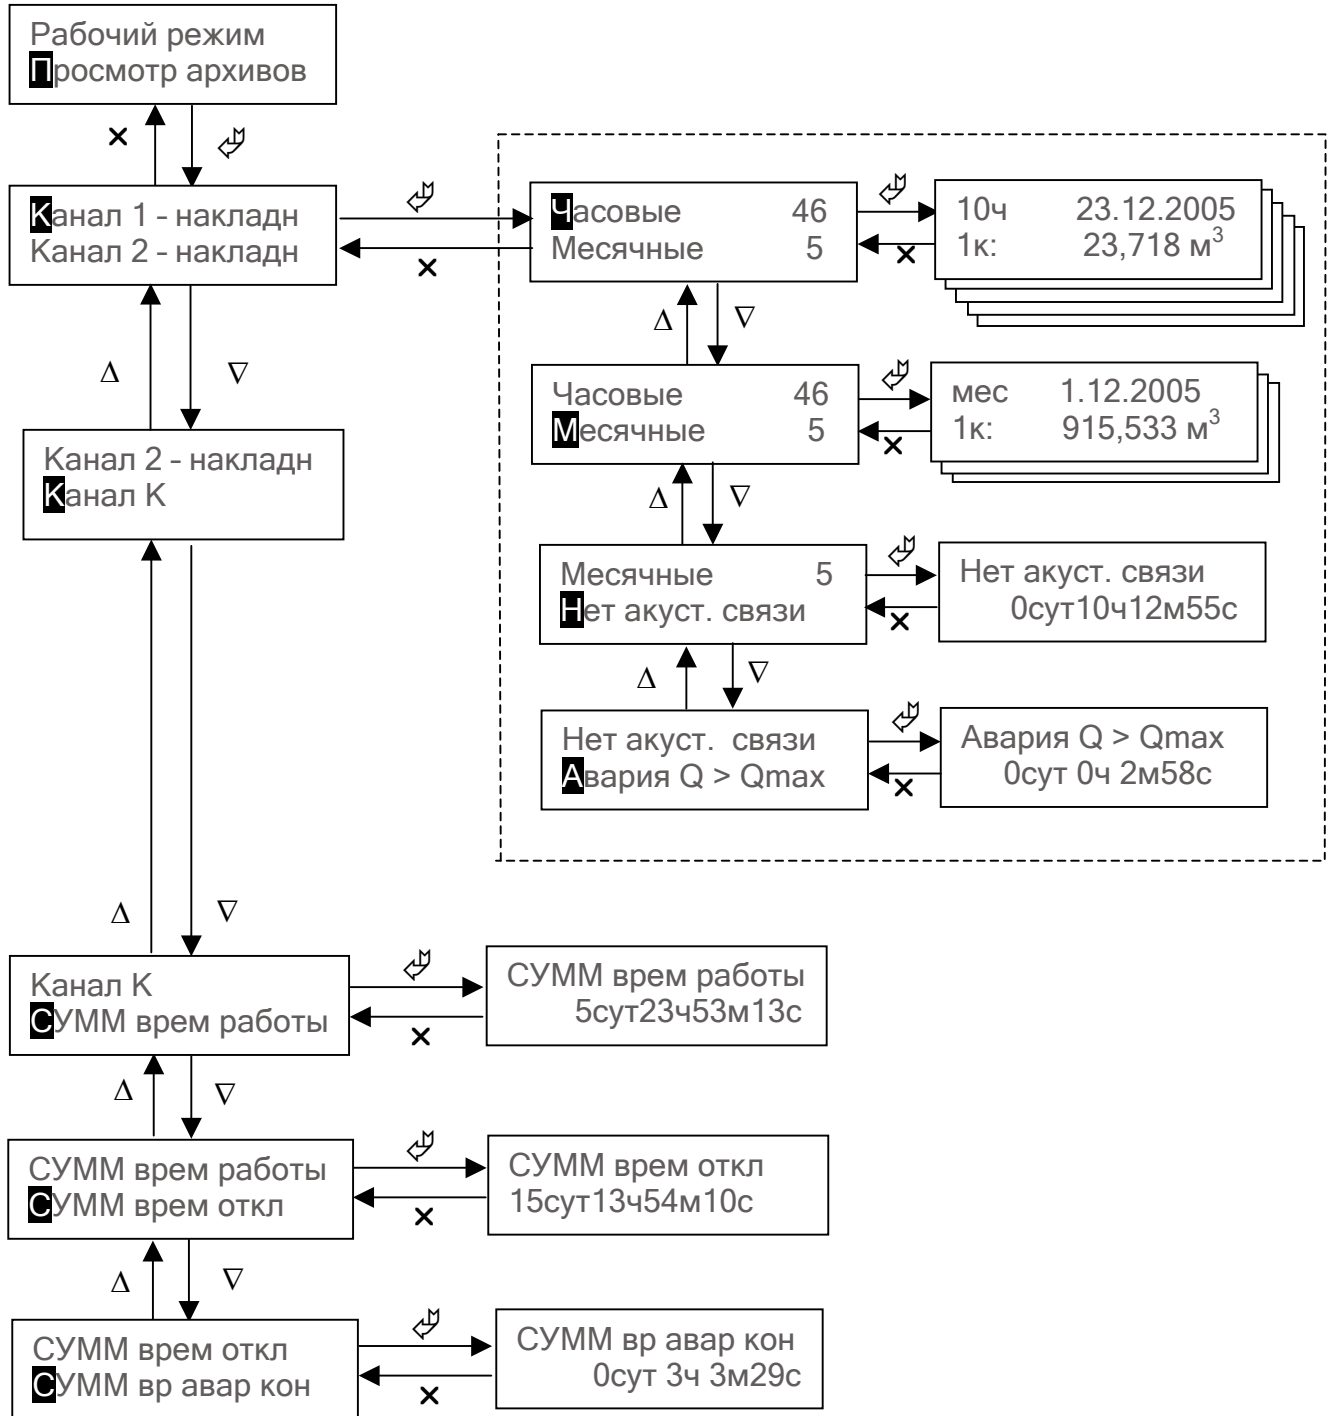 Рабочий режим
Просмотр архивов
Канал 1 - накладн
Канал 2 - накладн
Часовые 46
Месячные 5
10ч 23.12.2005
1к: 23,718 м³
Часовые 46
Месячные 5
мес 1.12.2005
1к: 915,533 м³
Канал 2 - накладн
Канал К
Месячные 5
Нет акуст. связи
Нет акуст. связи
0сут10ч12м55с
Нет акуст. связи
Авария Q > Qmax
Авария Q > Qmax
0сут 0ч 2м58с
Канал К
СУММ врем работы
СУММ врем работы
5сут23ч53м13с
СУММ врем работы
СУММ врем откл
СУММ врем откл
15сут13ч54м10с
СУММ врем откл
СУММ вр авар кон
СУММ вр авар кон
0сут 3ч 3м29с